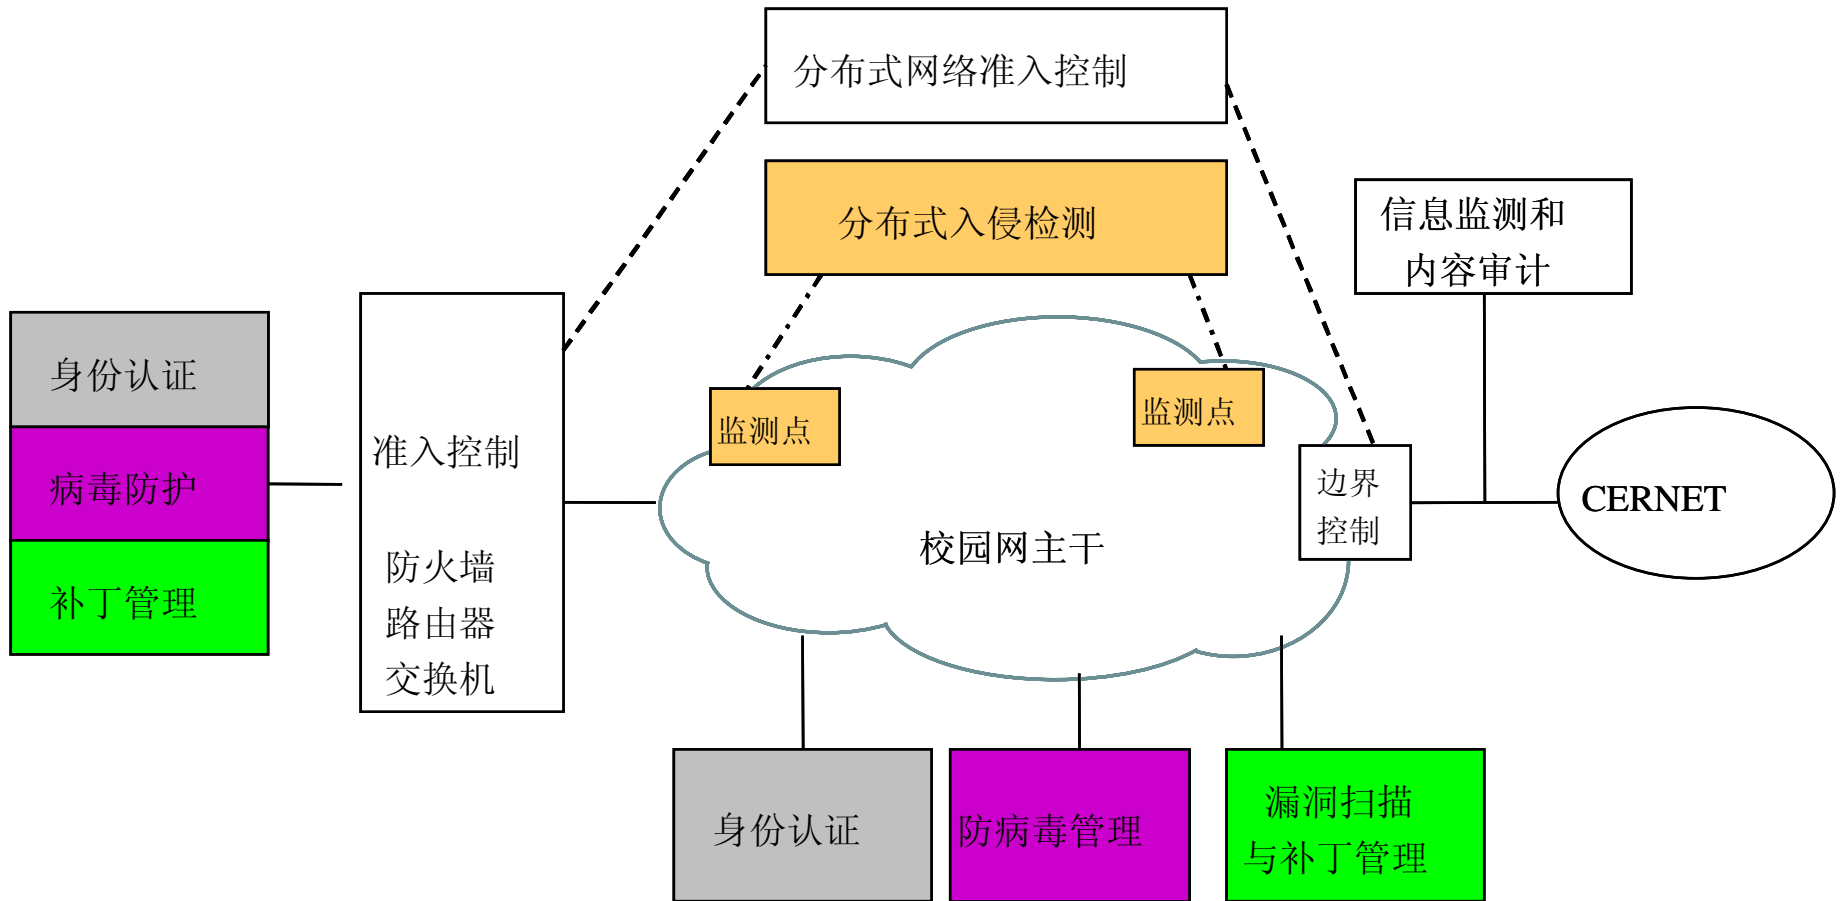 分布式网络准入控制
分布式入侵检测
信息监测和
内容审计
身份认证
病毒防护
补丁管理
准入控制
防火墙
路由器
交换机
监测点
监测点
边界
控制
校园网主干
CERNET
身份认证
防病毒管理
漏洞扫描
与补丁管理